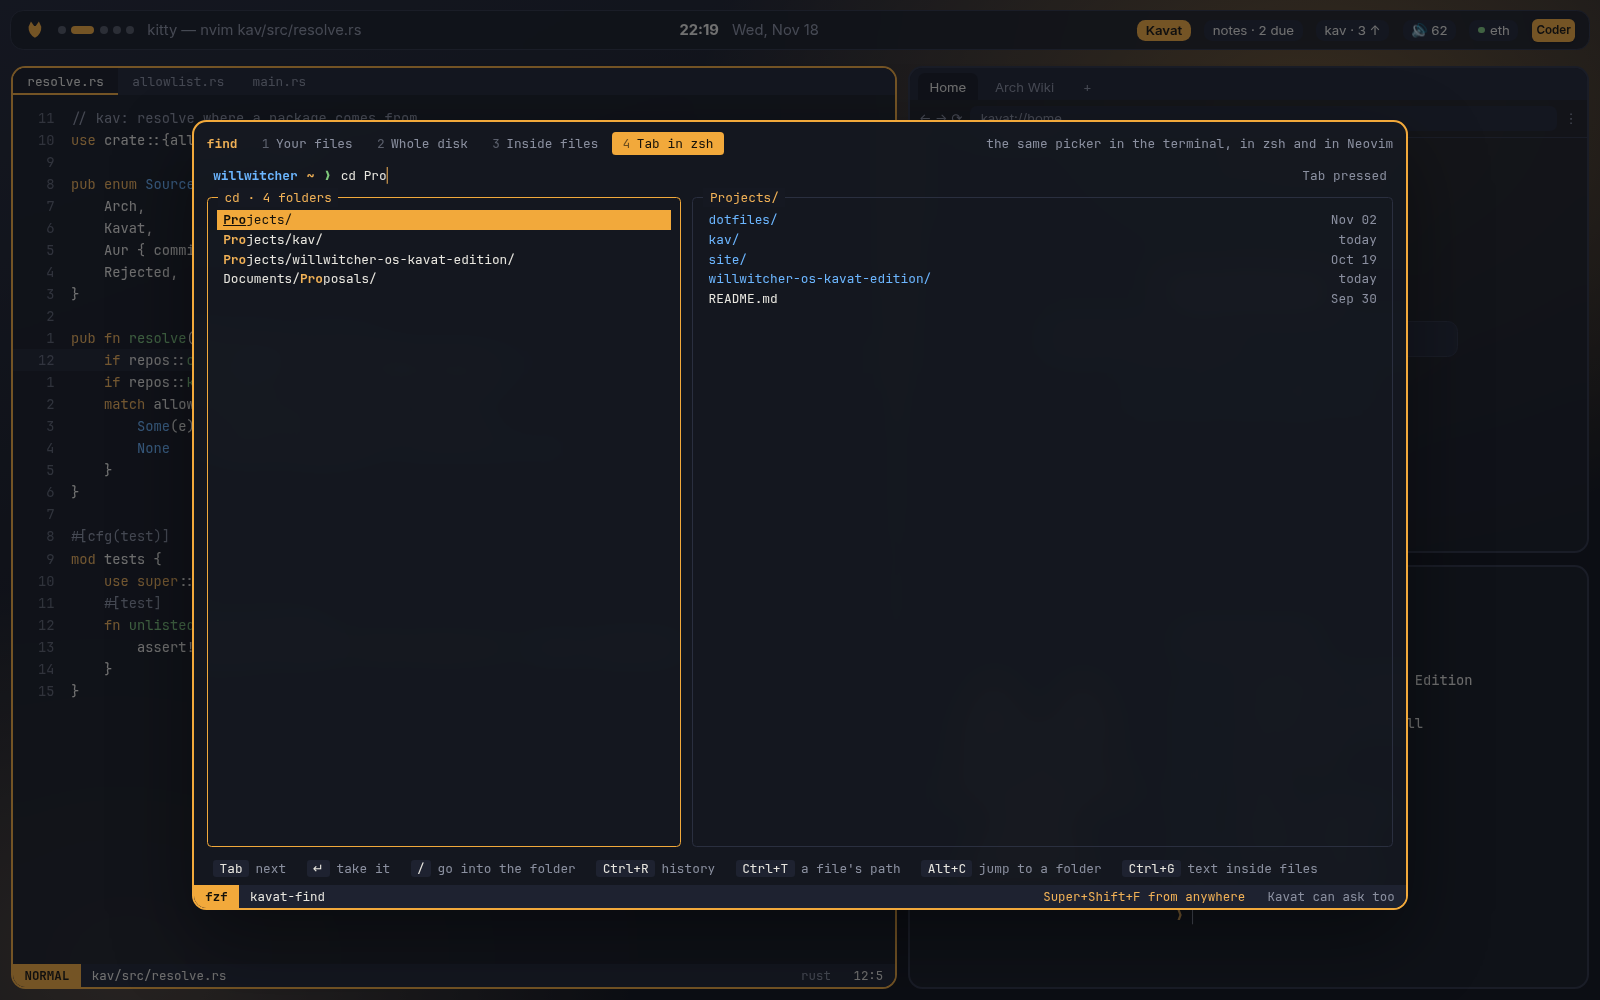 kitty — nvim kav/src/resolve.rs
22:19 Wed, Nov 18
Kavat
notes · 2 due
kav · 3 ↑
62
eth
Coder
resolve.rs allowlist.rs main.rs
11 // kav: resolve where a package comes from
10 use crate::{all
9
8 pub enum Source
7 Arch,
6 Kavat,
5 Aur { commi
4 Rejected,
3 }
2
1 pub fn resolve(
12 if repos::
1 if repos::k
2 match allow
3 Some(e)
4 None
5 }
6 }
7
8 #[cfg(test)]
9 mod tests {
10 use super::
11 #[test]
12 fn unlisted
13 assert!
14 }
15 }
NORMAL kav/src/resolve.rs rust 12:5
Home Arch Wiki +
← → ⟳ kavat://home ⋮
find 1 Your files 2 Whole disk 3 Inside files 4 Tab in zsh
the same picker in the terminal, in zsh and in Neovim
willwitcher ~ ❯ cd Pro
Tab pressed
cd · 4 folders
Projects/
Projects/kav/
Projects/willwitcher-os-kavat-edition/
Documents/Proposals/
Projects/
dotfiles/ Nov 02
kav/ today
site/ Oct 19
willwitcher-os-kavat-edition/ today
README.md Sep 30
Tab next ↵ take it / go into the folder Ctrl+R history Ctrl+T a file's path Alt+C jump to a folder Ctrl+G text inside files
fzf kavat-find
Super+Shift+F from anywhere Kavat can ask too
Edition
ll
❯